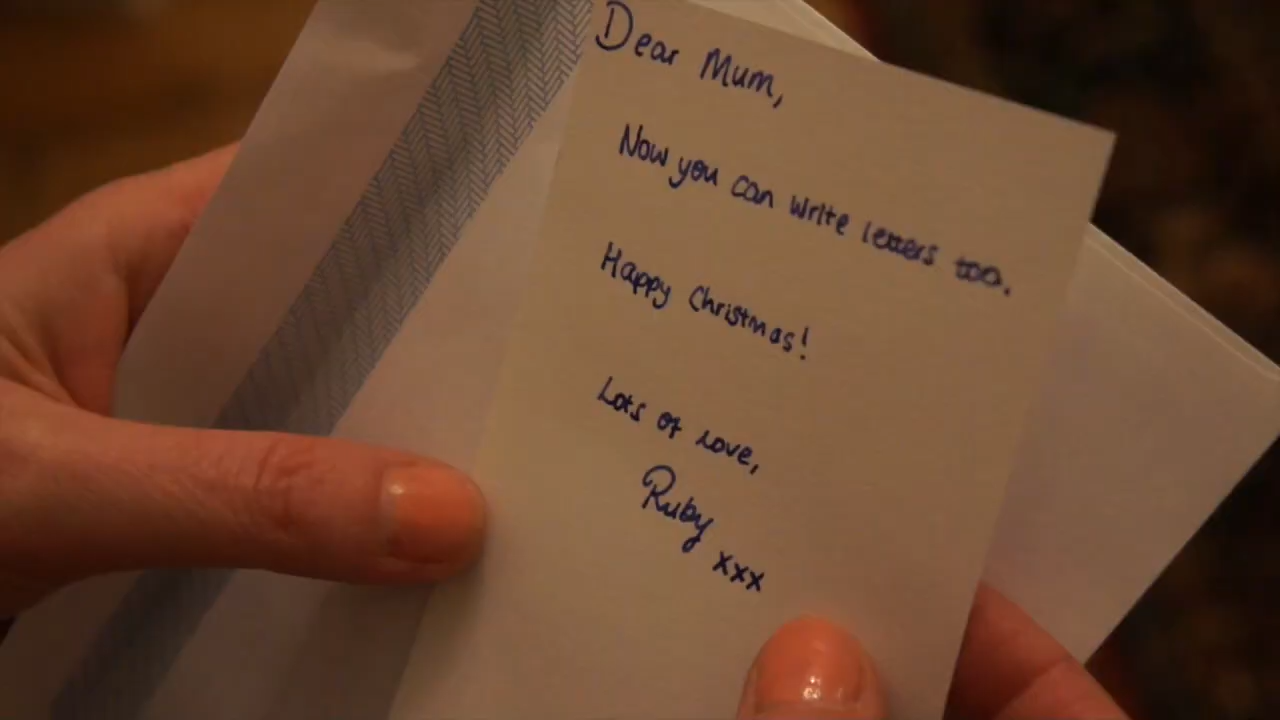 Dear Mum,
Now you can write letters too.
Happy Christmas!
Lots of love,
Ruby
xxx